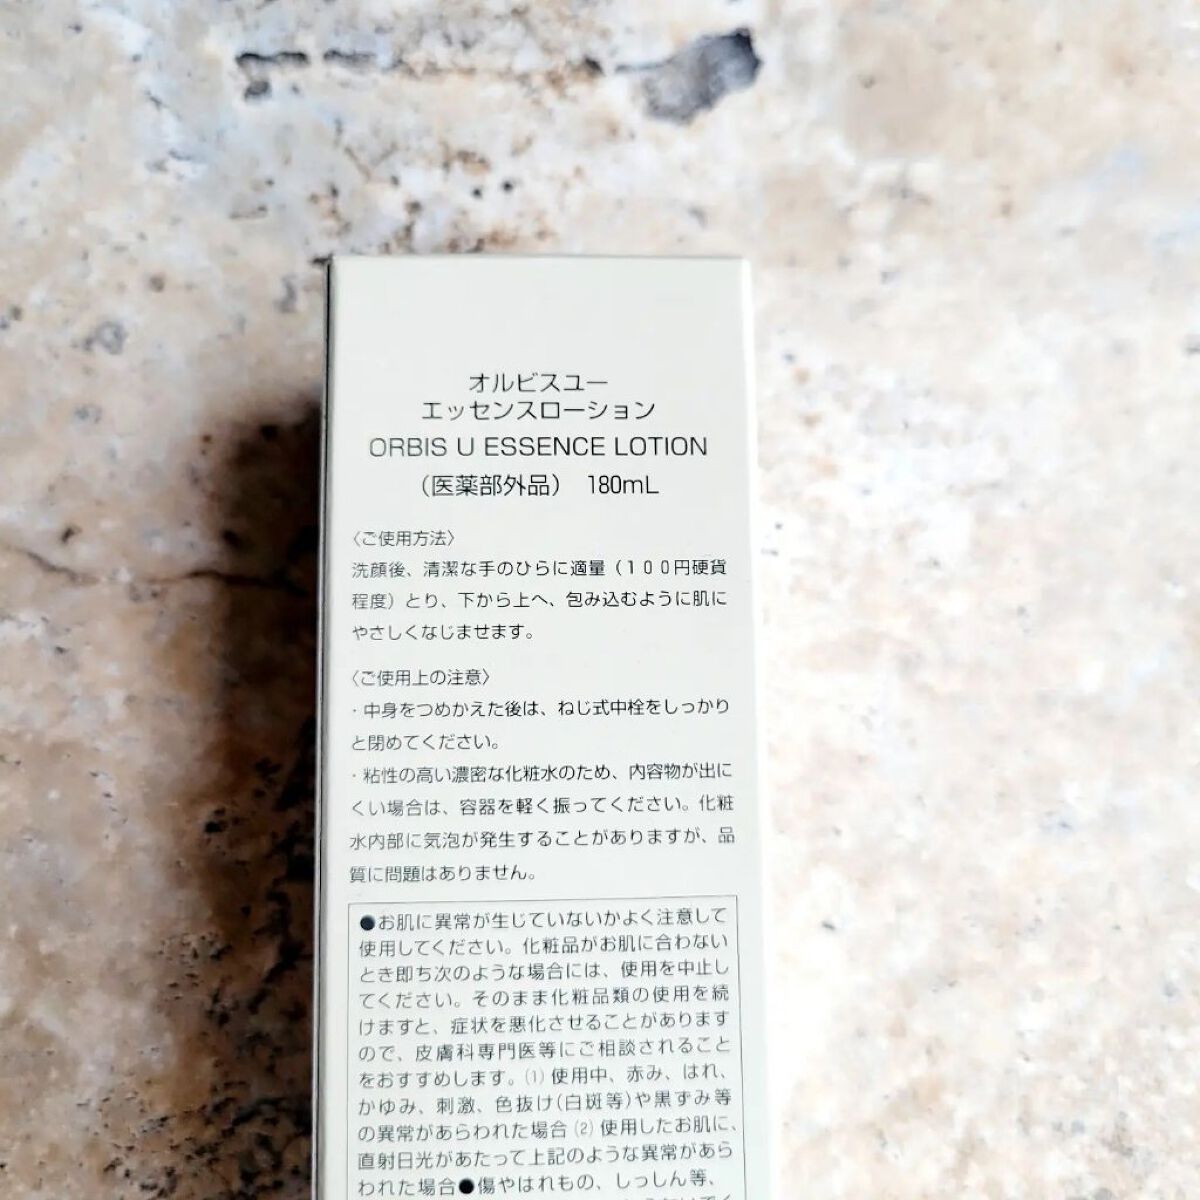 オルビスユー
エッセンスローション
ORBIS U ESSENCE LOTION
（医薬部外品） 180mL
〈ご使用方法〉
洗顔後、清潔な手のひらに適量（１００円硬貨
程度）とり、下から上へ、包み込むように肌に
やさしくなじませます。
〈ご使用上の注意〉
・中身をつめかえた後は、ねじ式中栓をしっかり
と閉めてください。
・粘性の高い濃密な化粧水のため、内容物が出に
くい場合は、容器を軽く振ってください。化粧
水内部に気泡が発生することがありますが、品
質に問題はありません。
●お肌に異常が生じていないかよく注意して
使用してください。化粧品がお肌に合わない
とき即ち次のような場合には、使用を中止し
てください。そのまま化粧品類の使用を続
けますと、症状を悪化させることがあります
ので、皮膚科専門医等にご相談されること
をおすすめします。⑴使用中、赤み、はれ、
かゆみ、刺激、色抜け(白斑等)や黒ずみ等
の異常があらわれた場合⑵使用したお肌に、
直射日光があたって上記のような異常があら
われた場合●傷やはれもの、しっしん等、